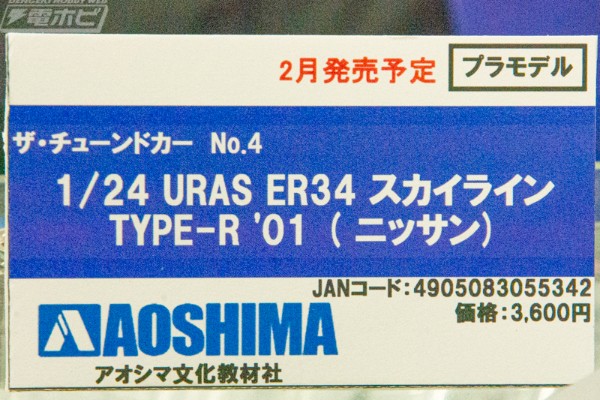 電ホビ
2月発売予定
プラモデル
ザ・チューンドカー No.4
1/24 URAS ER34 スカイライン
TYPE-R '01 (ニッサン)
JANコード:4905083055342
価格:3,600円
AOSHIMA
アオシマ文化教材社